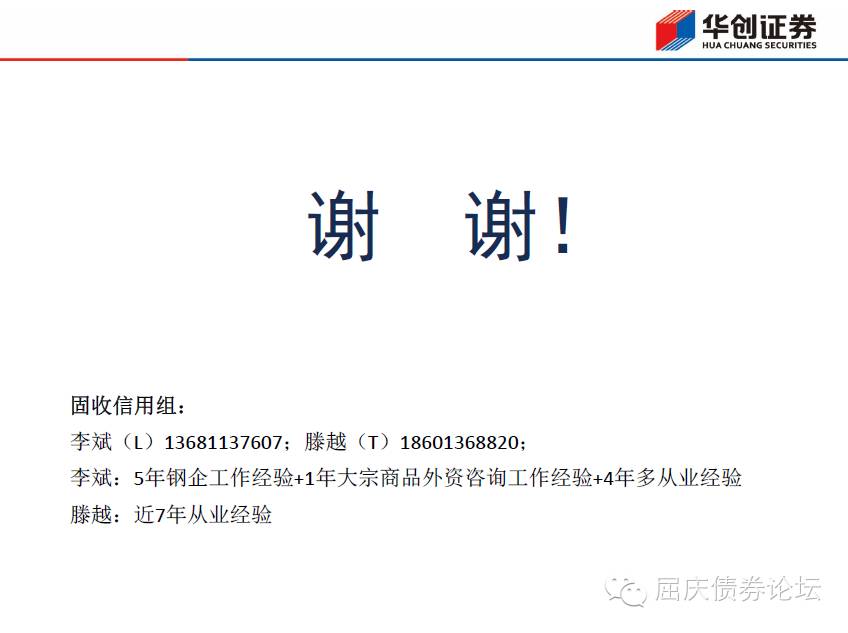 华创证券
HUA CHUANG SECURITIES
谢 谢!
固收信用组：
李斌（L）13681137607；滕越（T）18601368820；
李斌：5年钢企工作经验+1年大宗商品外资咨询工作经验+4年多从业经验
滕越：近7年从业经验
屈庆债券论坛